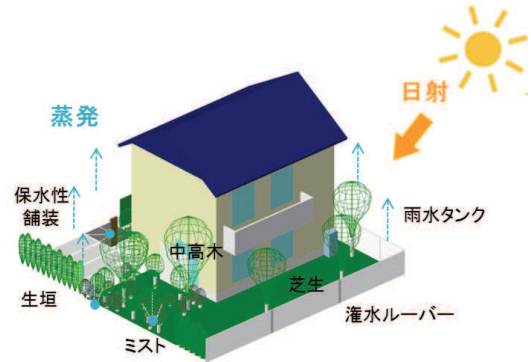 日射
蒸発
保水性
舗装
雨水タンク
中高木
芝生
生垣
灌水ルーバー
ミスト